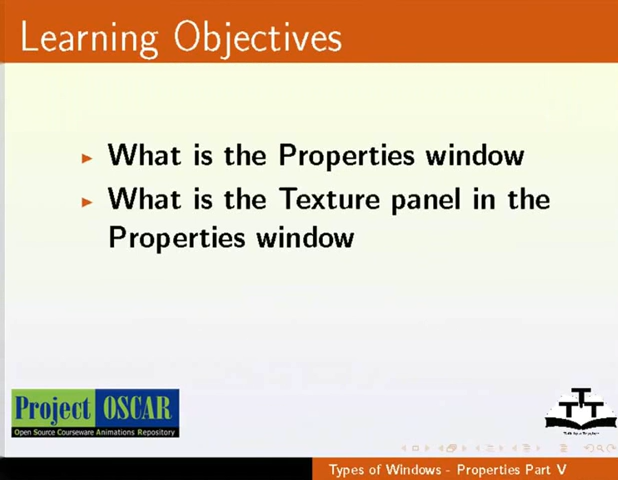 Learning Objectives
What is the Properties window
What is the Texture panel in the
Properties window
Project OSCAR
Open Source Courseware Animations Repository
TTT
Types of Windows - Properties Part V